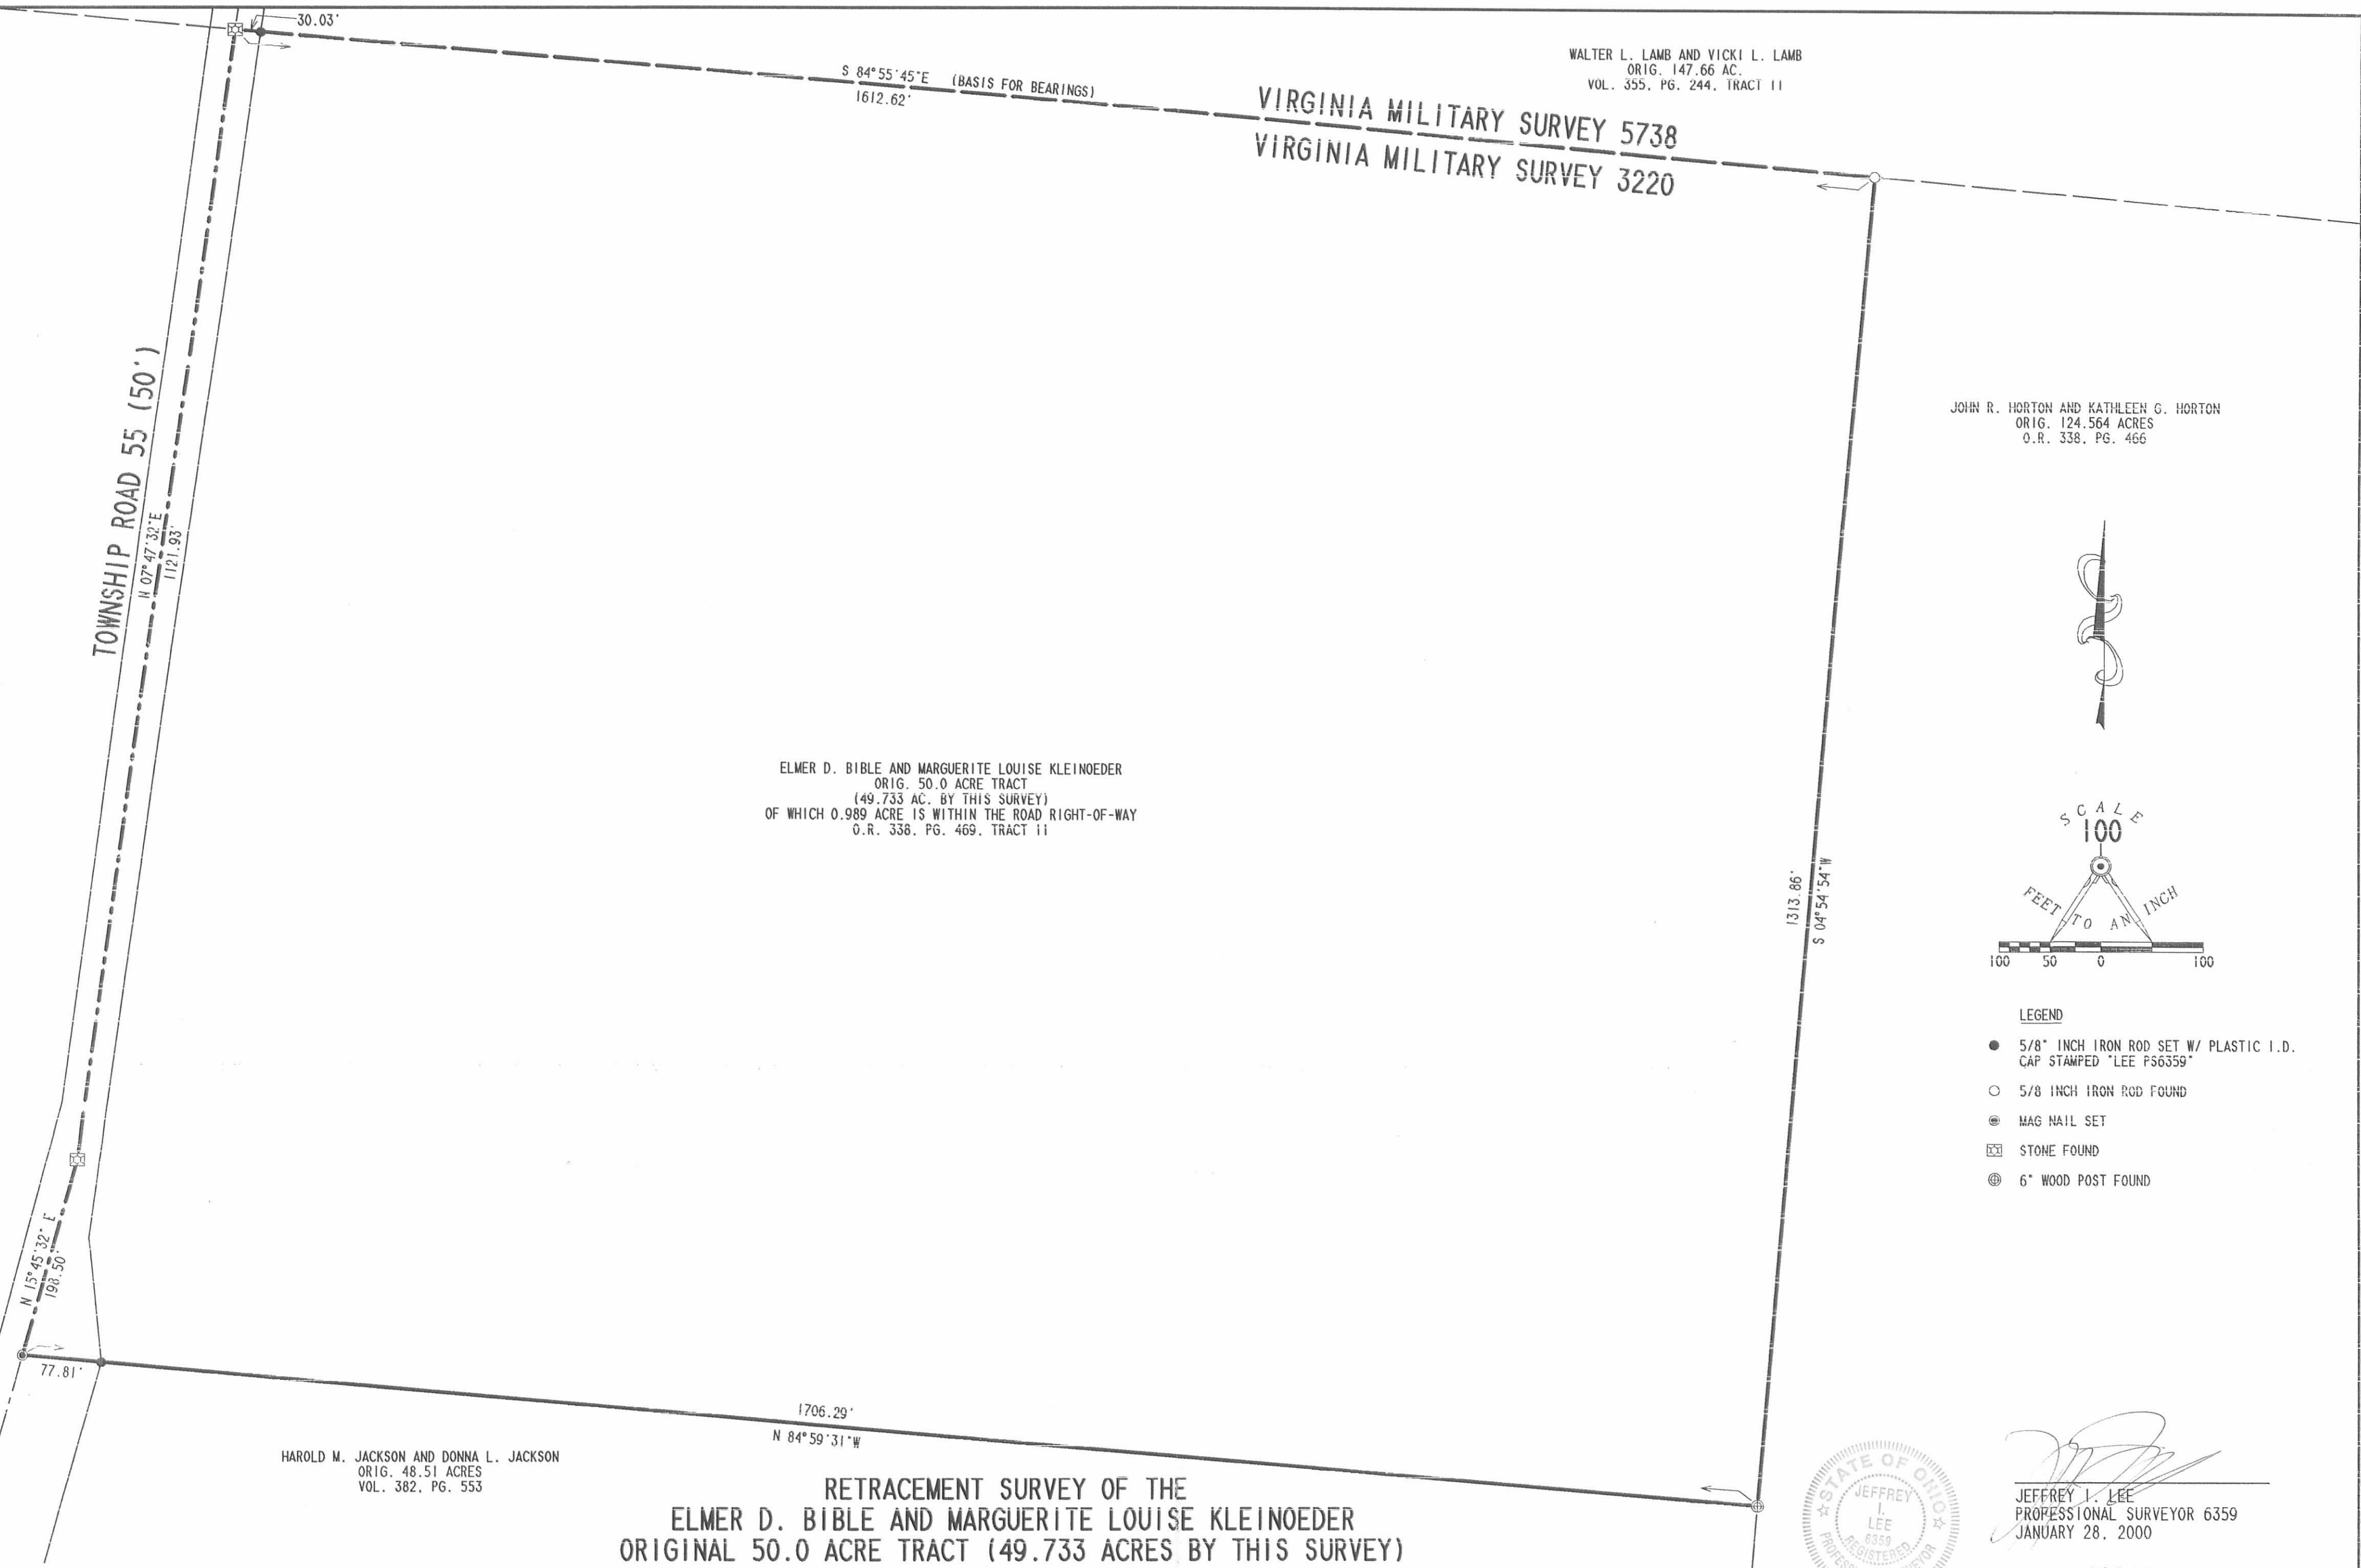 30.03'
S 84°55'45"E (BASIS FOR BEARINGS)
1612.62'
WALTER L. LAMB AND VICKI L. LAMB
ORIG. 147.66 AC.
VOL. 355, PG. 244, TRACT II
VIRGINIA MILITARY SURVEY 5738
VIRGINIA MILITARY SURVEY 3220
TOWNSHIP ROAD 55 (50')
N 07°47'32"E
1121.93'
JOHN R. HORTON AND KATHLEEN G. HORTON
ORIG. 124.564 ACRES
O.R. 338, PG. 466
ELMER D. BIBLE AND MARGUERITE LOUISE KLEINOEDER
ORIG. 50.0 ACRE TRACT
(49.733 AC. BY THIS SURVEY)
OF WHICH 0.989 ACRE IS WITHIN THE ROAD RIGHT-OF-WAY
O.R. 338, PG. 469, TRACT II
1313.86'
S 04°54'54"W
SCALE
100
FEET TO AN INCH
100 50 0 100
LEGEND
5/8" INCH IRON ROD SET W/ PLASTIC I.D.
CAP STAMPED "LEE PS6359"
5/8 INCH IRON ROD FOUND
MAG NAIL SET
STONE FOUND
6" WOOD POST FOUND
N 15°45'32" E
198.50'
77.81'
1706.29'
N 84°59'31"W
HAROLD M. JACKSON AND DONNA L. JACKSON
ORIG. 48.51 ACRES
VOL. 382, PG. 553
RETRACEMENT SURVEY OF THE
ELMER D. BIBLE AND MARGUERITE LOUISE KLEINOEDER
ORIGINAL 50.0 ACRE TRACT (49.733 ACRES BY THIS SURVEY)
STATE OF OHIO
JEFFREY
I.
LEE
6359
REGISTERED
JEFFREY I. LEE
PROFESSIONAL SURVEYOR 6359
JANUARY 28, 2000